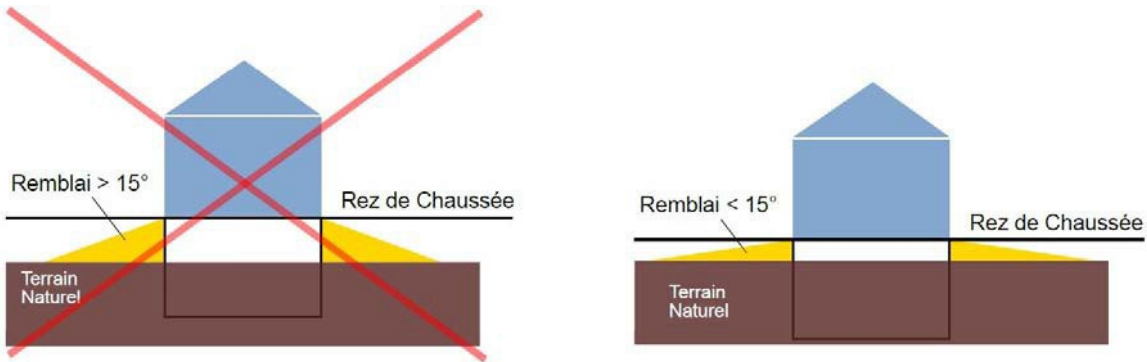 Remblai > 15°
Rez de Chaussée
Terrain
Naturel
Remblai < 15°
Rez de Chaussée
Terrain
Naturel